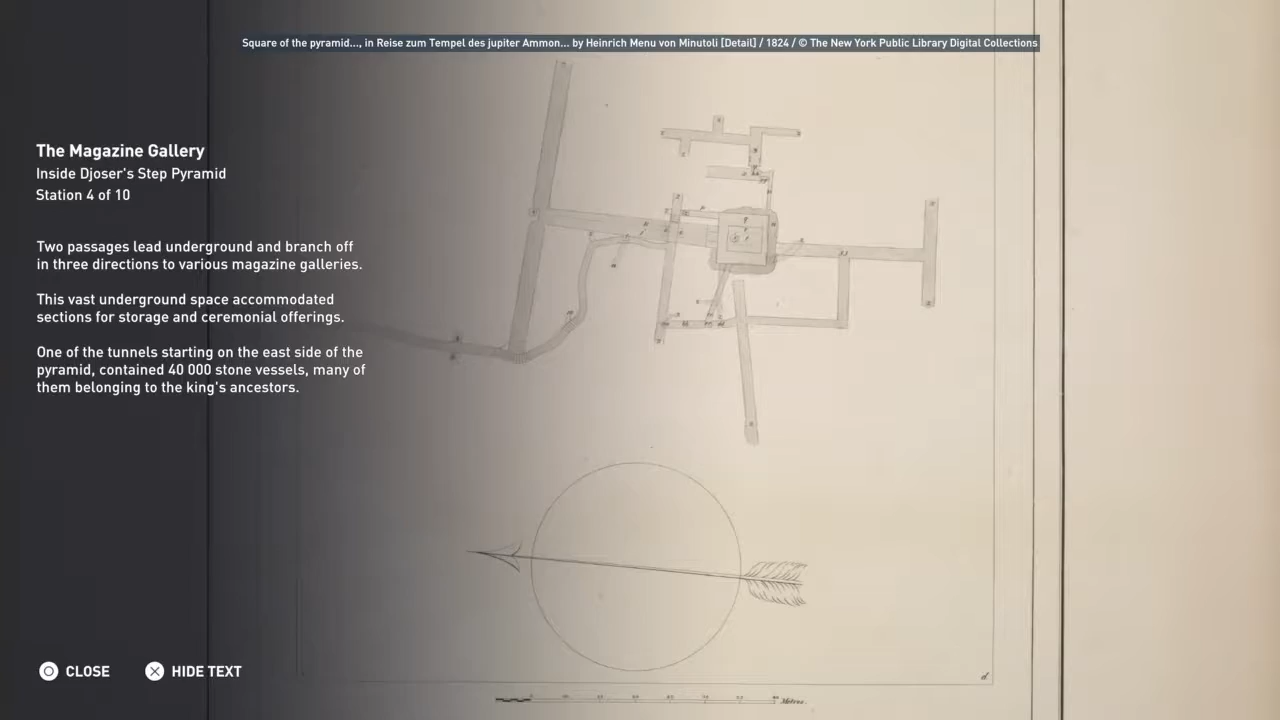 Square of the pyramid..., in Reise zum Tempel des jupiter Ammon... by Heinrich Menu von Minutoli [Detail] / 1824 / © The New York Public Library Digital Collections
The Magazine Gallery
Inside Djoser's Step Pyramid
Station 4 of 10
Two passages lead underground and branch off
in three directions to various magazine galleries.
This vast underground space accommodated
sections for storage and ceremonial offerings.
One of the tunnels starting on the east side of the
pyramid, contained 40 000 stone vessels, many of
them belonging to the king's ancestors.
CLOSE
HIDE TEXT
Mètres.
d.